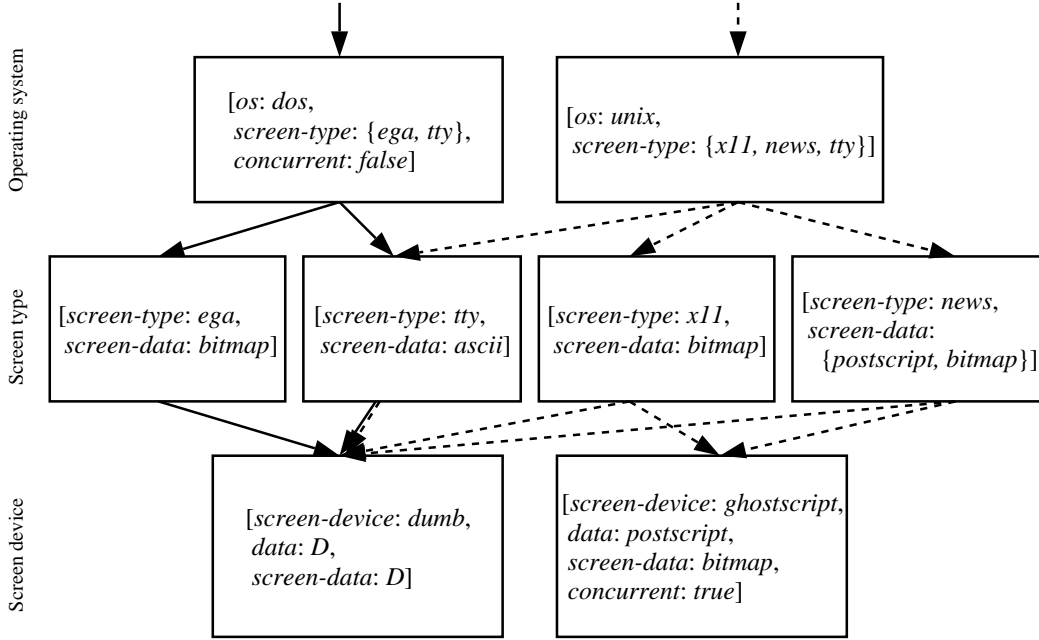 Operating system
[os: dos,
screen-type: {ega, tty},
concurrent: false]
[os: unix,
screen-type: {x11, news, tty}]
Screen type
[screen-type: ega,
screen-data: bitmap]
[screen-type: tty,
screen-data: ascii]
[screen-type: x11,
screen-data: bitmap]
[screen-type: news,
screen-data:
{postscript, bitmap}]
Screen device
[screen-device: dumb,
data: D,
screen-data: D]
[screen-device: ghostscript,
data: postscript,
screen-data: bitmap,
concurrent: true]